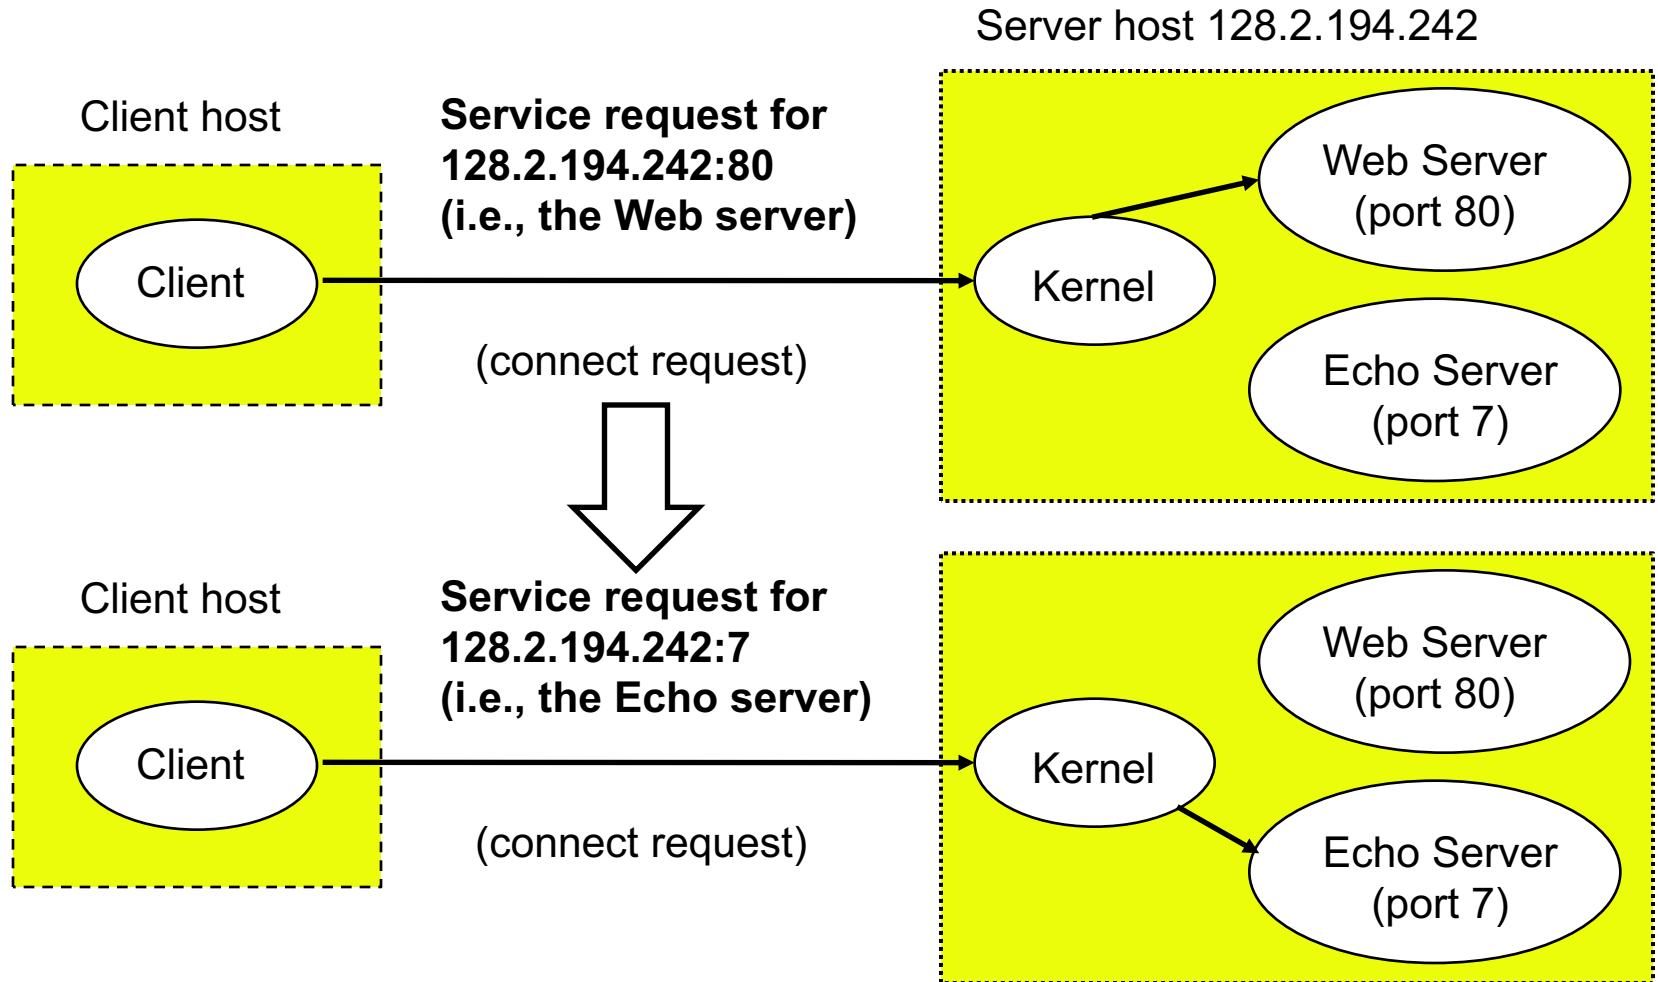 Server host 128.2.194.242
Client host
Service request for
128.2.194.242:80
(i.e., the Web server)
Client
(connect request)
Kernel
Web Server
(port 80)
Echo Server
(port 7)
Client host
Service request for
128.2.194.242:7
(i.e., the Echo server)
Client
(connect request)
Kernel
Web Server
(port 80)
Echo Server
(port 7)